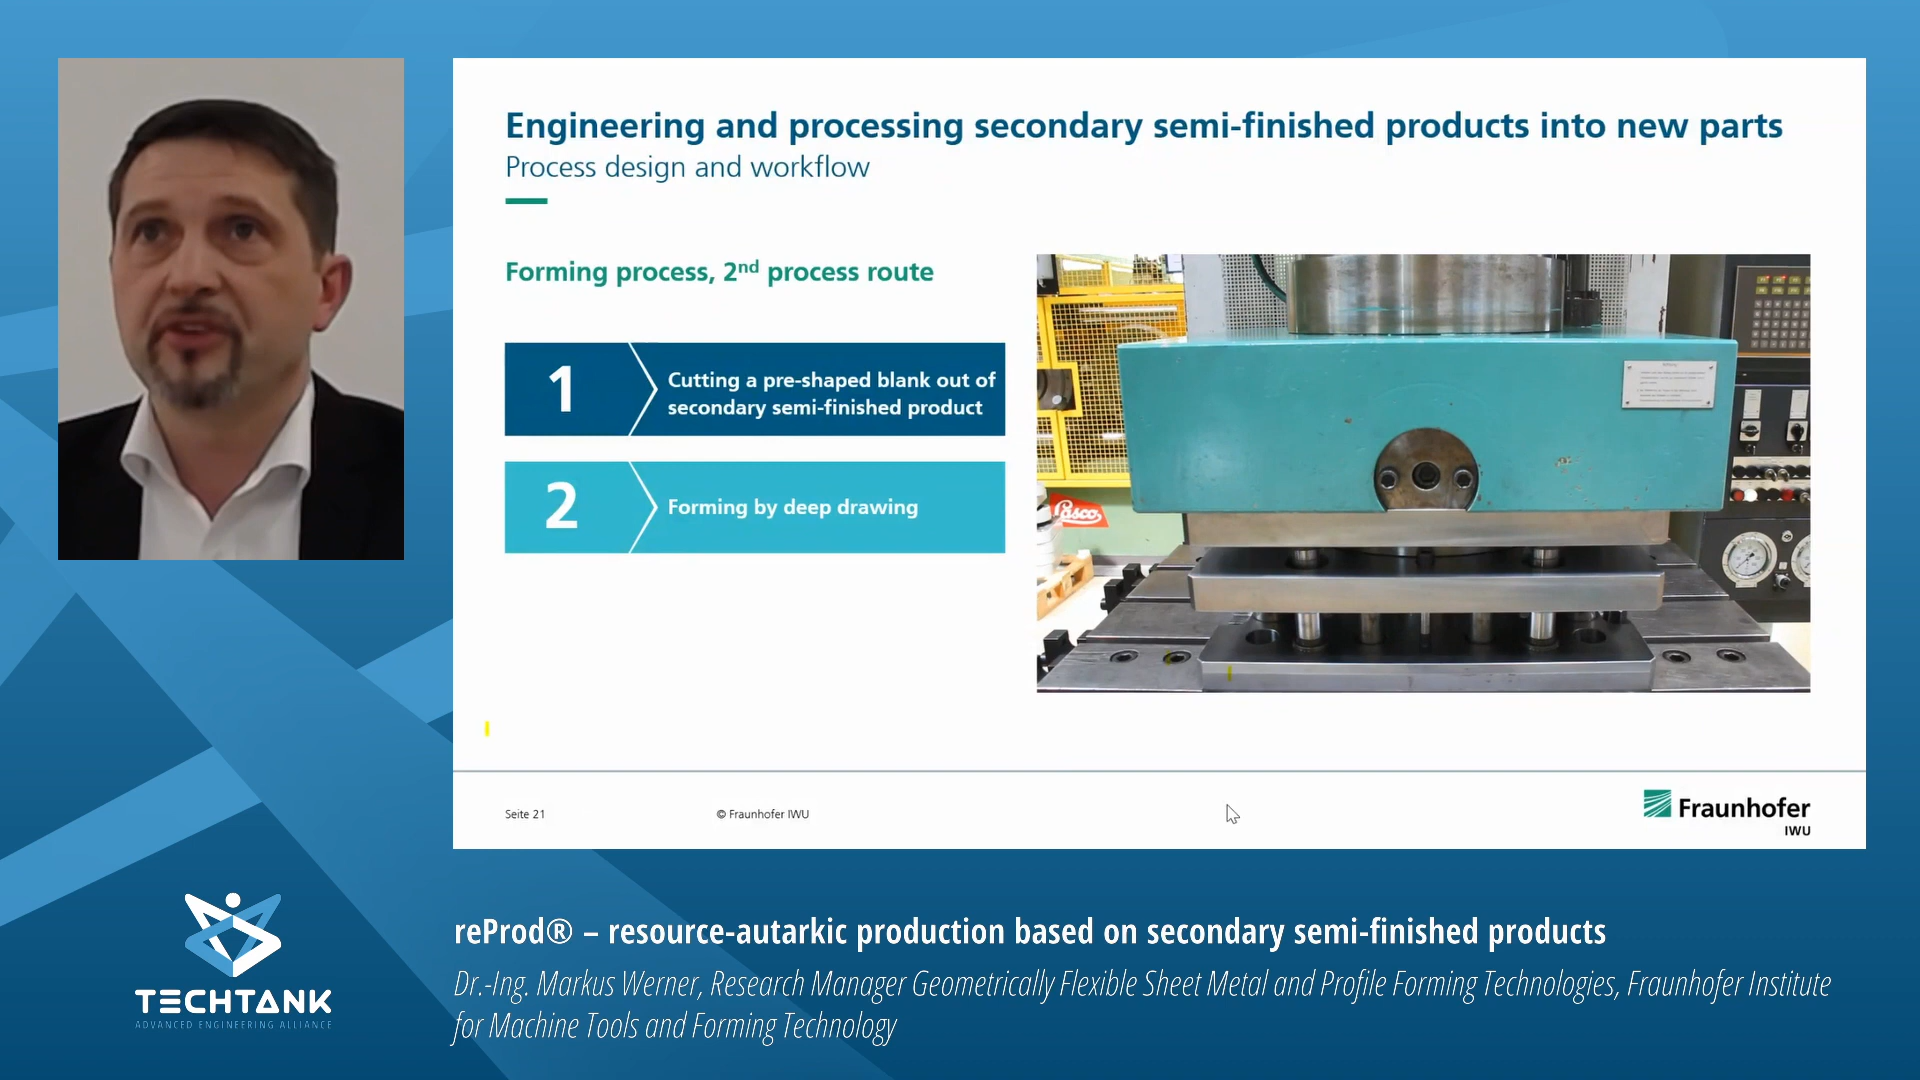 Engineering and processing secondary semi-finished products into new parts
Process design and workflow
Forming process, 2nd process route
1
Cutting a pre-shaped blank out of
secondary semi-finished product
2
Forming by deep drawing
Casco
Seite 21
© Fraunhofer IWU
Fraunhofer
IWU
TECHTANK
ADVANCED ENGINEERING ALLIANCE
reProd® – resource-autarkic production based on secondary semi-finished products
Dr.-Ing. Markus Werner, Research Manager Geometrically Flexible Sheet Metal and Profile Forming Technologies, Fraunhofer Institute
for Machine Tools and Forming Technology